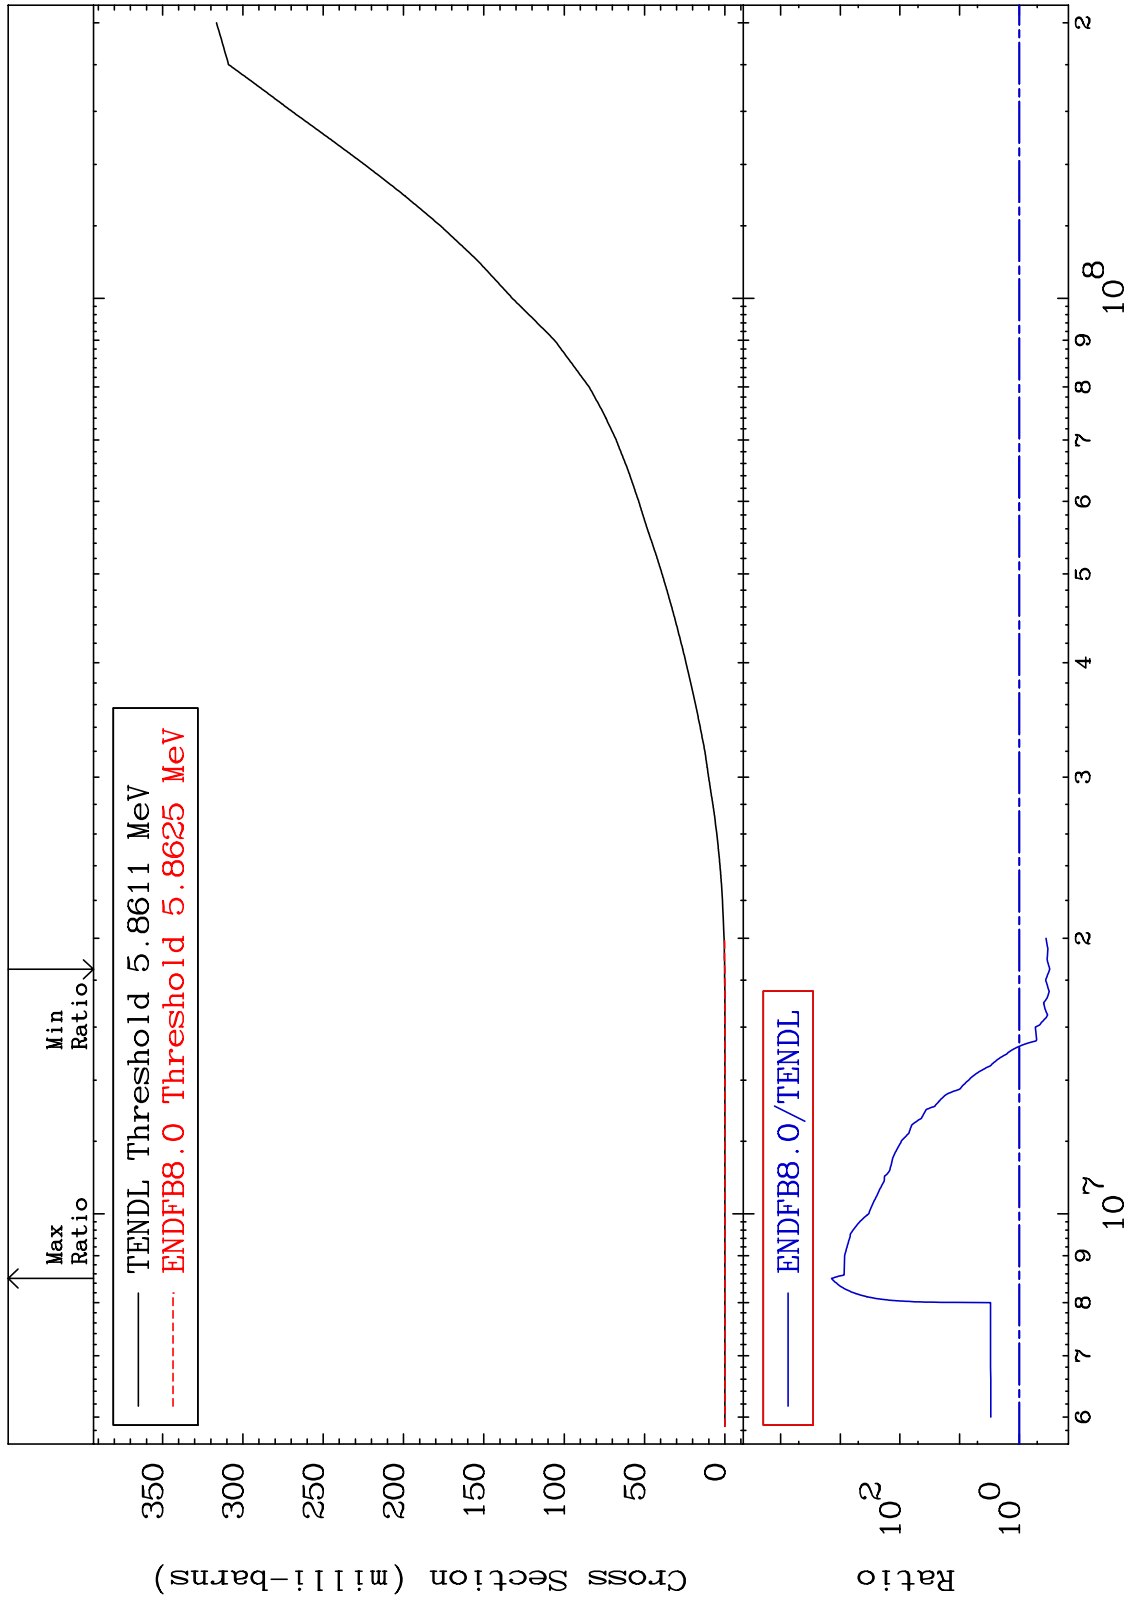 Max
Ratio
Min
Ratio
TENDL Threshold 5.8611 MeV
ENDFB8.0 Threshold 5.8625 MeV
350
300
250
200
150
100
50
0
Cross Section (milli-barns)
ENDFB8.0/TENDL
10^2
10^0
Ratio
6 7 8 9 10^7 2 3 4 5 6 7 8 9 10^8 2